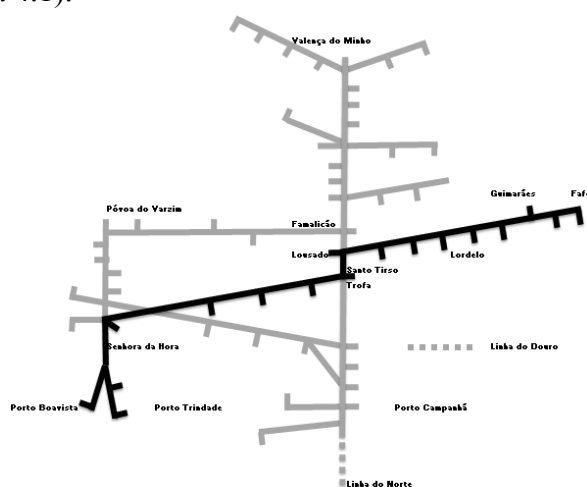 Valença do Minho
Guimarães
Póvoa do Varzim
Famalicão
Lousado
Lordelo
Santo Tirso
Trofa
Senhora da Hora
Linha do Douro
Porto Boavista
Porto Trindade
Porto Campanhã
Linha do Norte